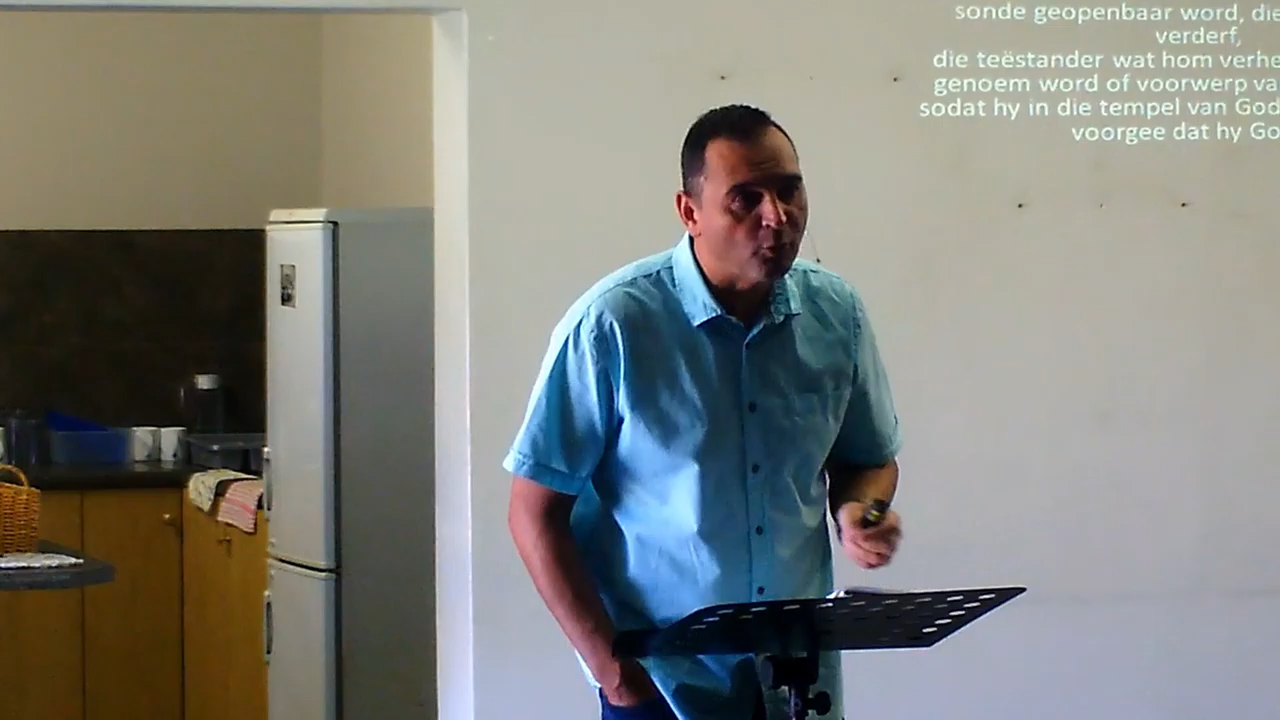 sonde geopenbaar word, die
verderf,
die teëstander wat hom verhe
genoem word of voorwerp va
sodat hy in die tempel van God
voorgee dat hy Go